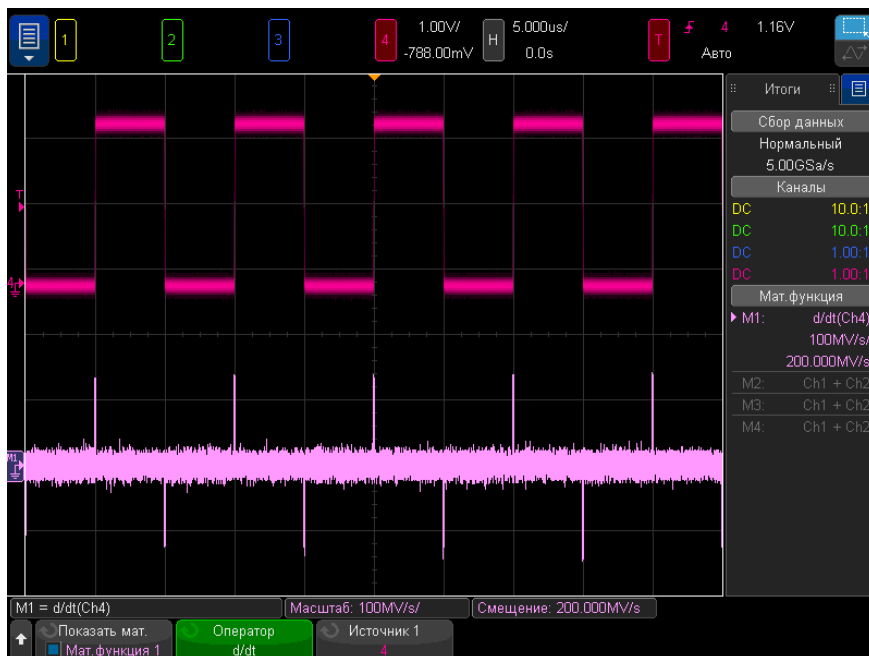 1 2 3 4 1.00V/ H 5.000us/ T 4 1.16V
-788.00mV 0.0s Авто
Итоги
Сбор данных
Нормальный
5.00GSa/s
Каналы
DC 10.0:1
DC 10.0:1
DC 1.00:1
DC 1.00:1
Мат.функция
M1: d/dt(Ch4)
100MV/s/
200.000MV/s
M2: Ch1 + Ch2
M3: Ch1 + Ch2
M4: Ch1 + Ch2
T
4
M1
M1 = d/dt(Ch4) Масштаб: 100MV/s/ Смещение: 200.000MV/s
Показать мат. Оператор Источник 1
Мат.функция 1 d/dt 4